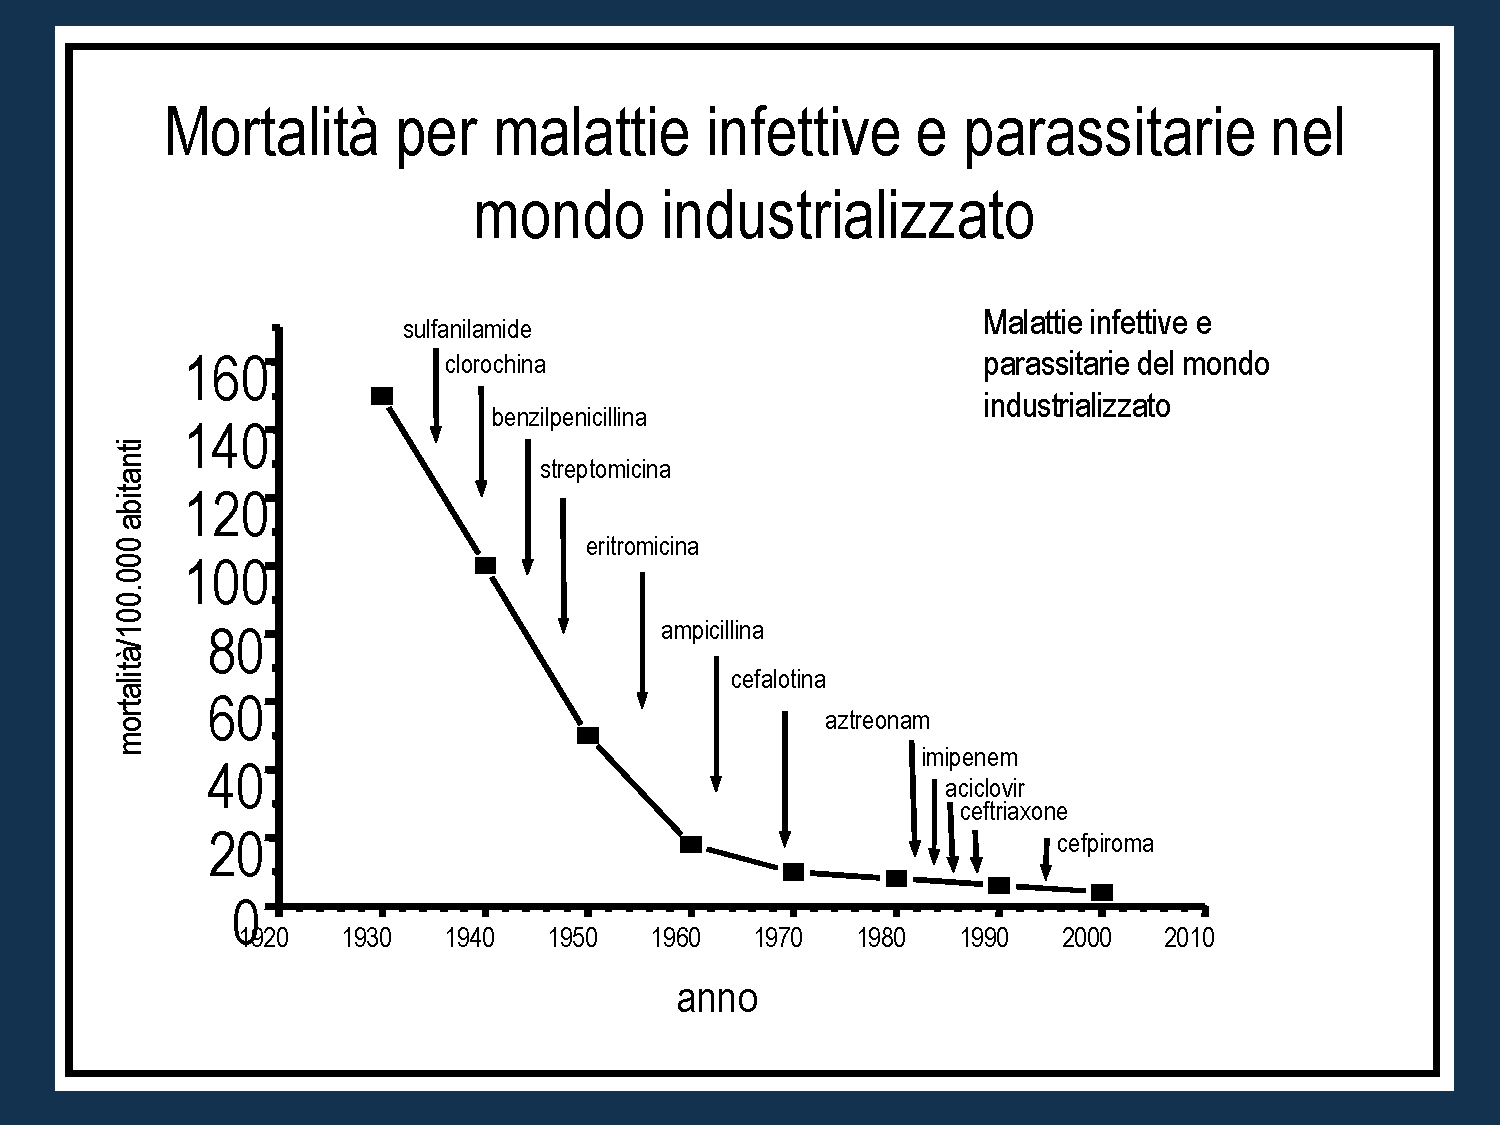 Mortalità per malattie infettive e parassitarie nel
mondo industrializzato
Malattie infettive e
parassitarie del mondo
industrializzato
sulfanilamide
clorochina
benzilpenicillina
streptomicina
eritromicina
ampicillina
cefalotina
aztreonam
imipenem
aciclovir
ceftriaxone
cefpiroma
mortalità/100.000 abitanti
160
140
120
100
80
60
40
20
0
1920 1930 1940 1950 1960 1970 1980 1990 2000 2010
anno